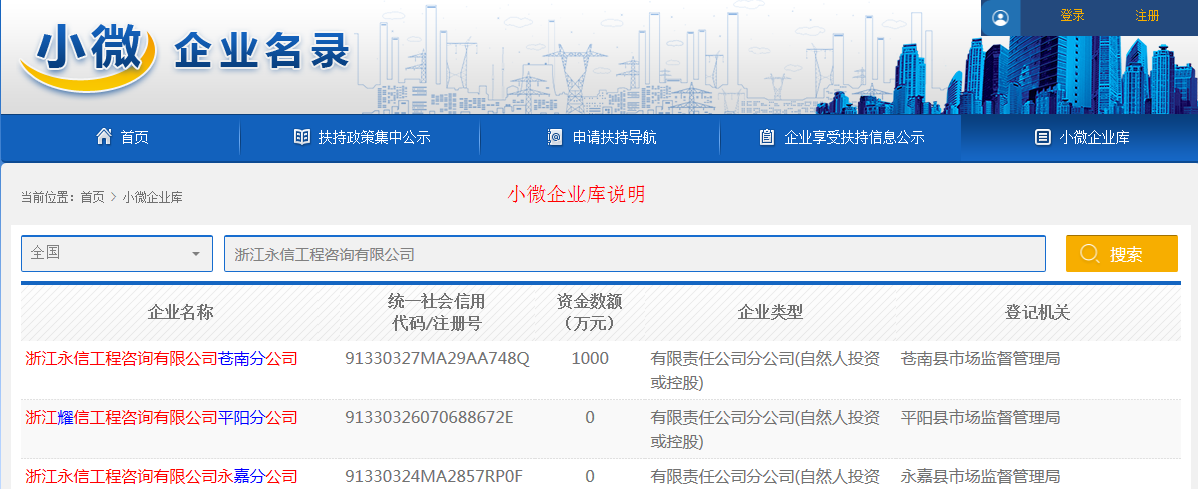 小微 企业名录
登录 注册
首页 扶持政策集中公示 申请扶持导航 企业享受扶持信息公示 小微企业库
当前位置：首页 > 小微企业库
小微企业库说明
全国 浙江永信工程咨询有限公司 搜索
企业名称 统一社会信用代码/注册号 资金数额（万元） 企业类型 登记机关
浙江永信工程咨询有限公司苍南分公司 91330327MA29AA748Q 1000 有限责任公司分公司(自然人投资或控股) 苍南县市场监督管理局
浙江耀信工程咨询有限公司平阳分公司 91330326070688672E 0 有限责任公司分公司(自然人投资或控股) 平阳县市场监督管理局
浙江永信工程咨询有限公司永嘉分公司 91330324MA2857RP0F 0 有限责任公司分公司(自然人投资 永嘉县市场监督管理局